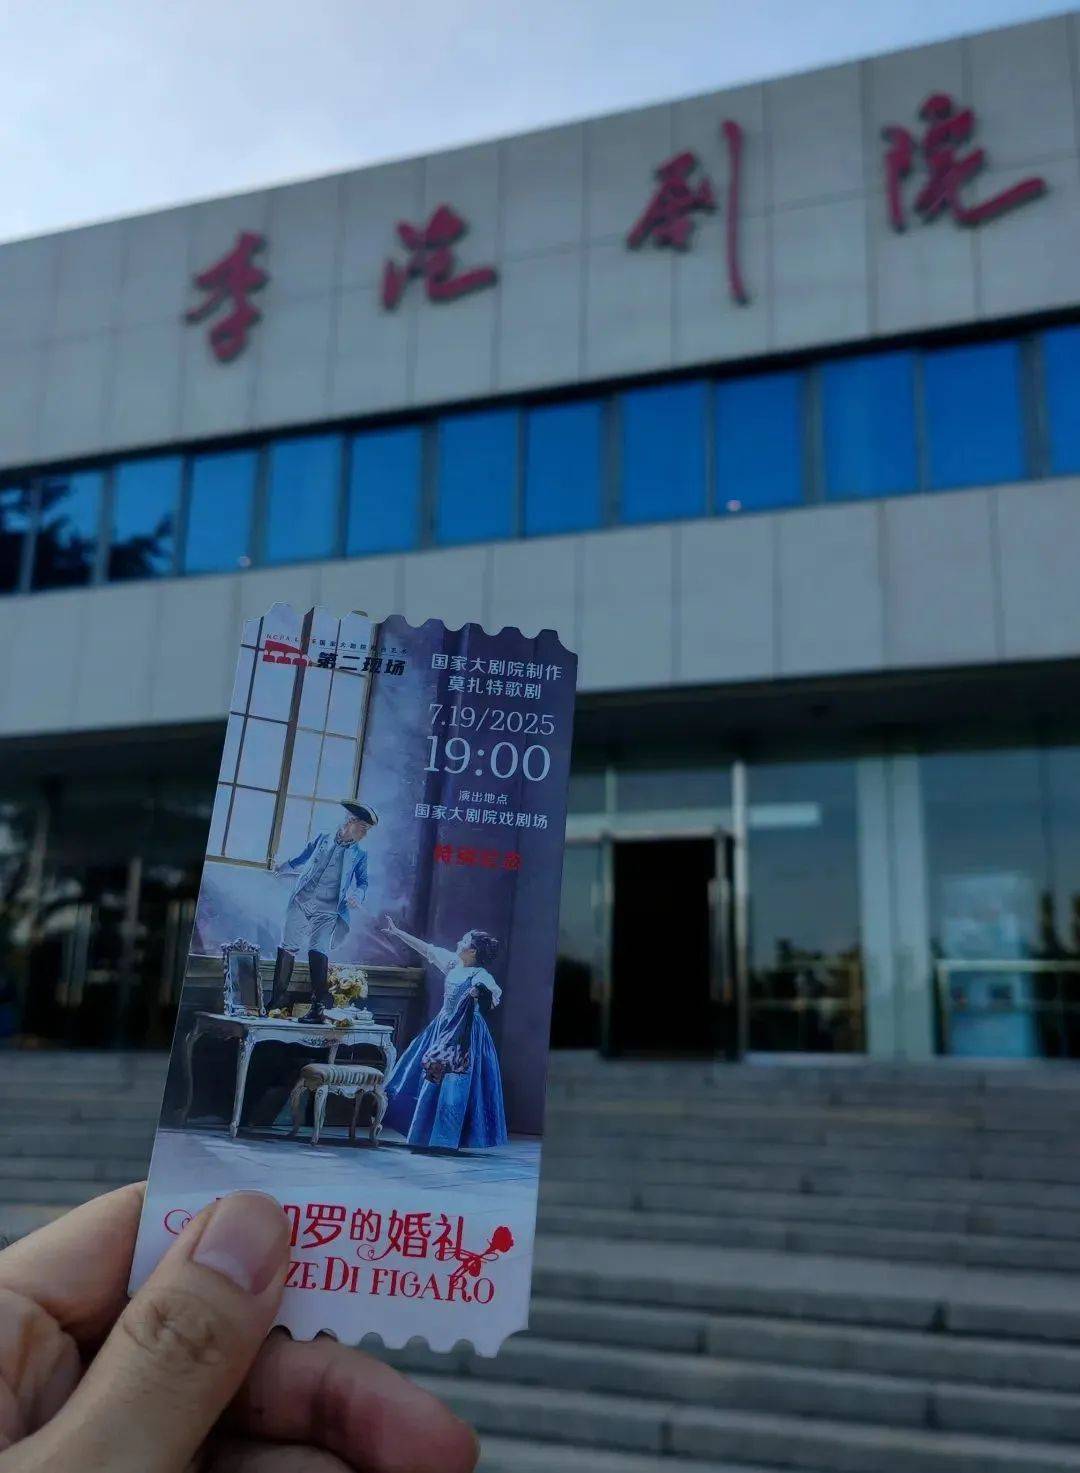 李沧剧院
第二现场
国家大剧院制作
莫扎特歌剧
7.19/2025
19:00
演出地点
国家大剧院戏剧场
罗的婚礼
ZE DI FIGARO